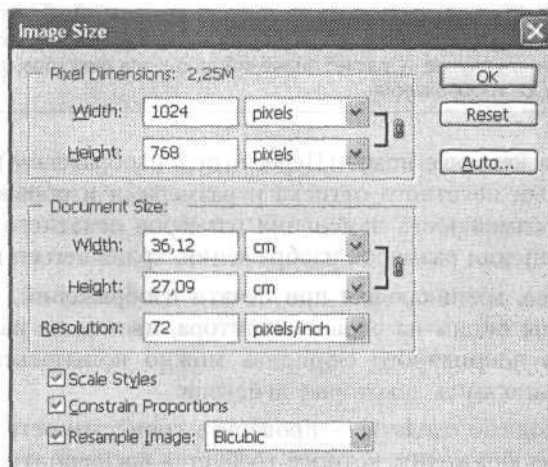 Image Size
Pixel Dimensions: 2,25M
Width: 1024 pixels
Height: 768 pixels
Document Size:
Width: 36,12 cm
Height: 27,09 cm
Resolution: 72 pixels/inch
Scale Styles
Constrain Proportions
Resample Image: Bicubic
OK
Reset
Auto...